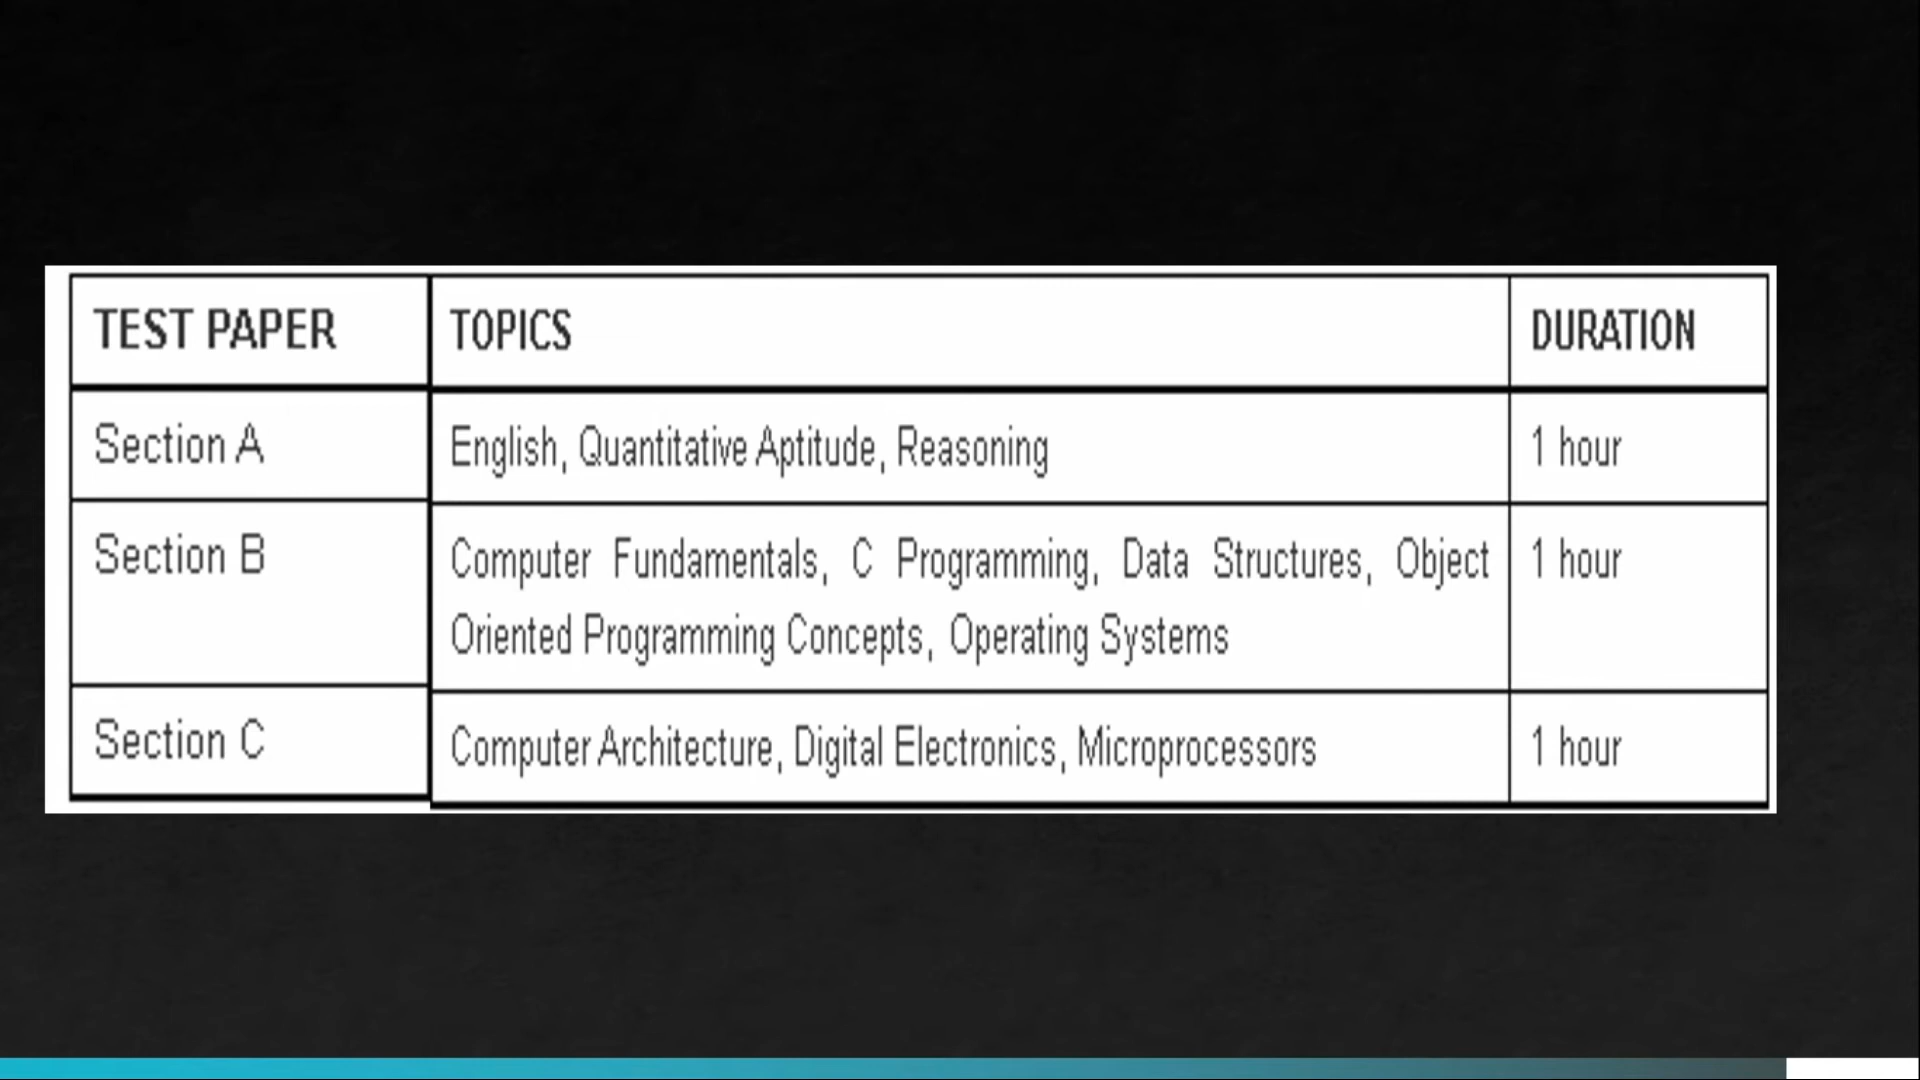 TEST PAPER TOPICS DURATION
Section A English, Quantitative Aptitude, Reasoning 1 hour
Section B Computer Fundamentals, C Programming, Data Structures, Object 1 hour
Oriented Programming Concepts, Operating Systems
Section C Computer Architecture, Digital Electronics, Microprocessors 1 hour